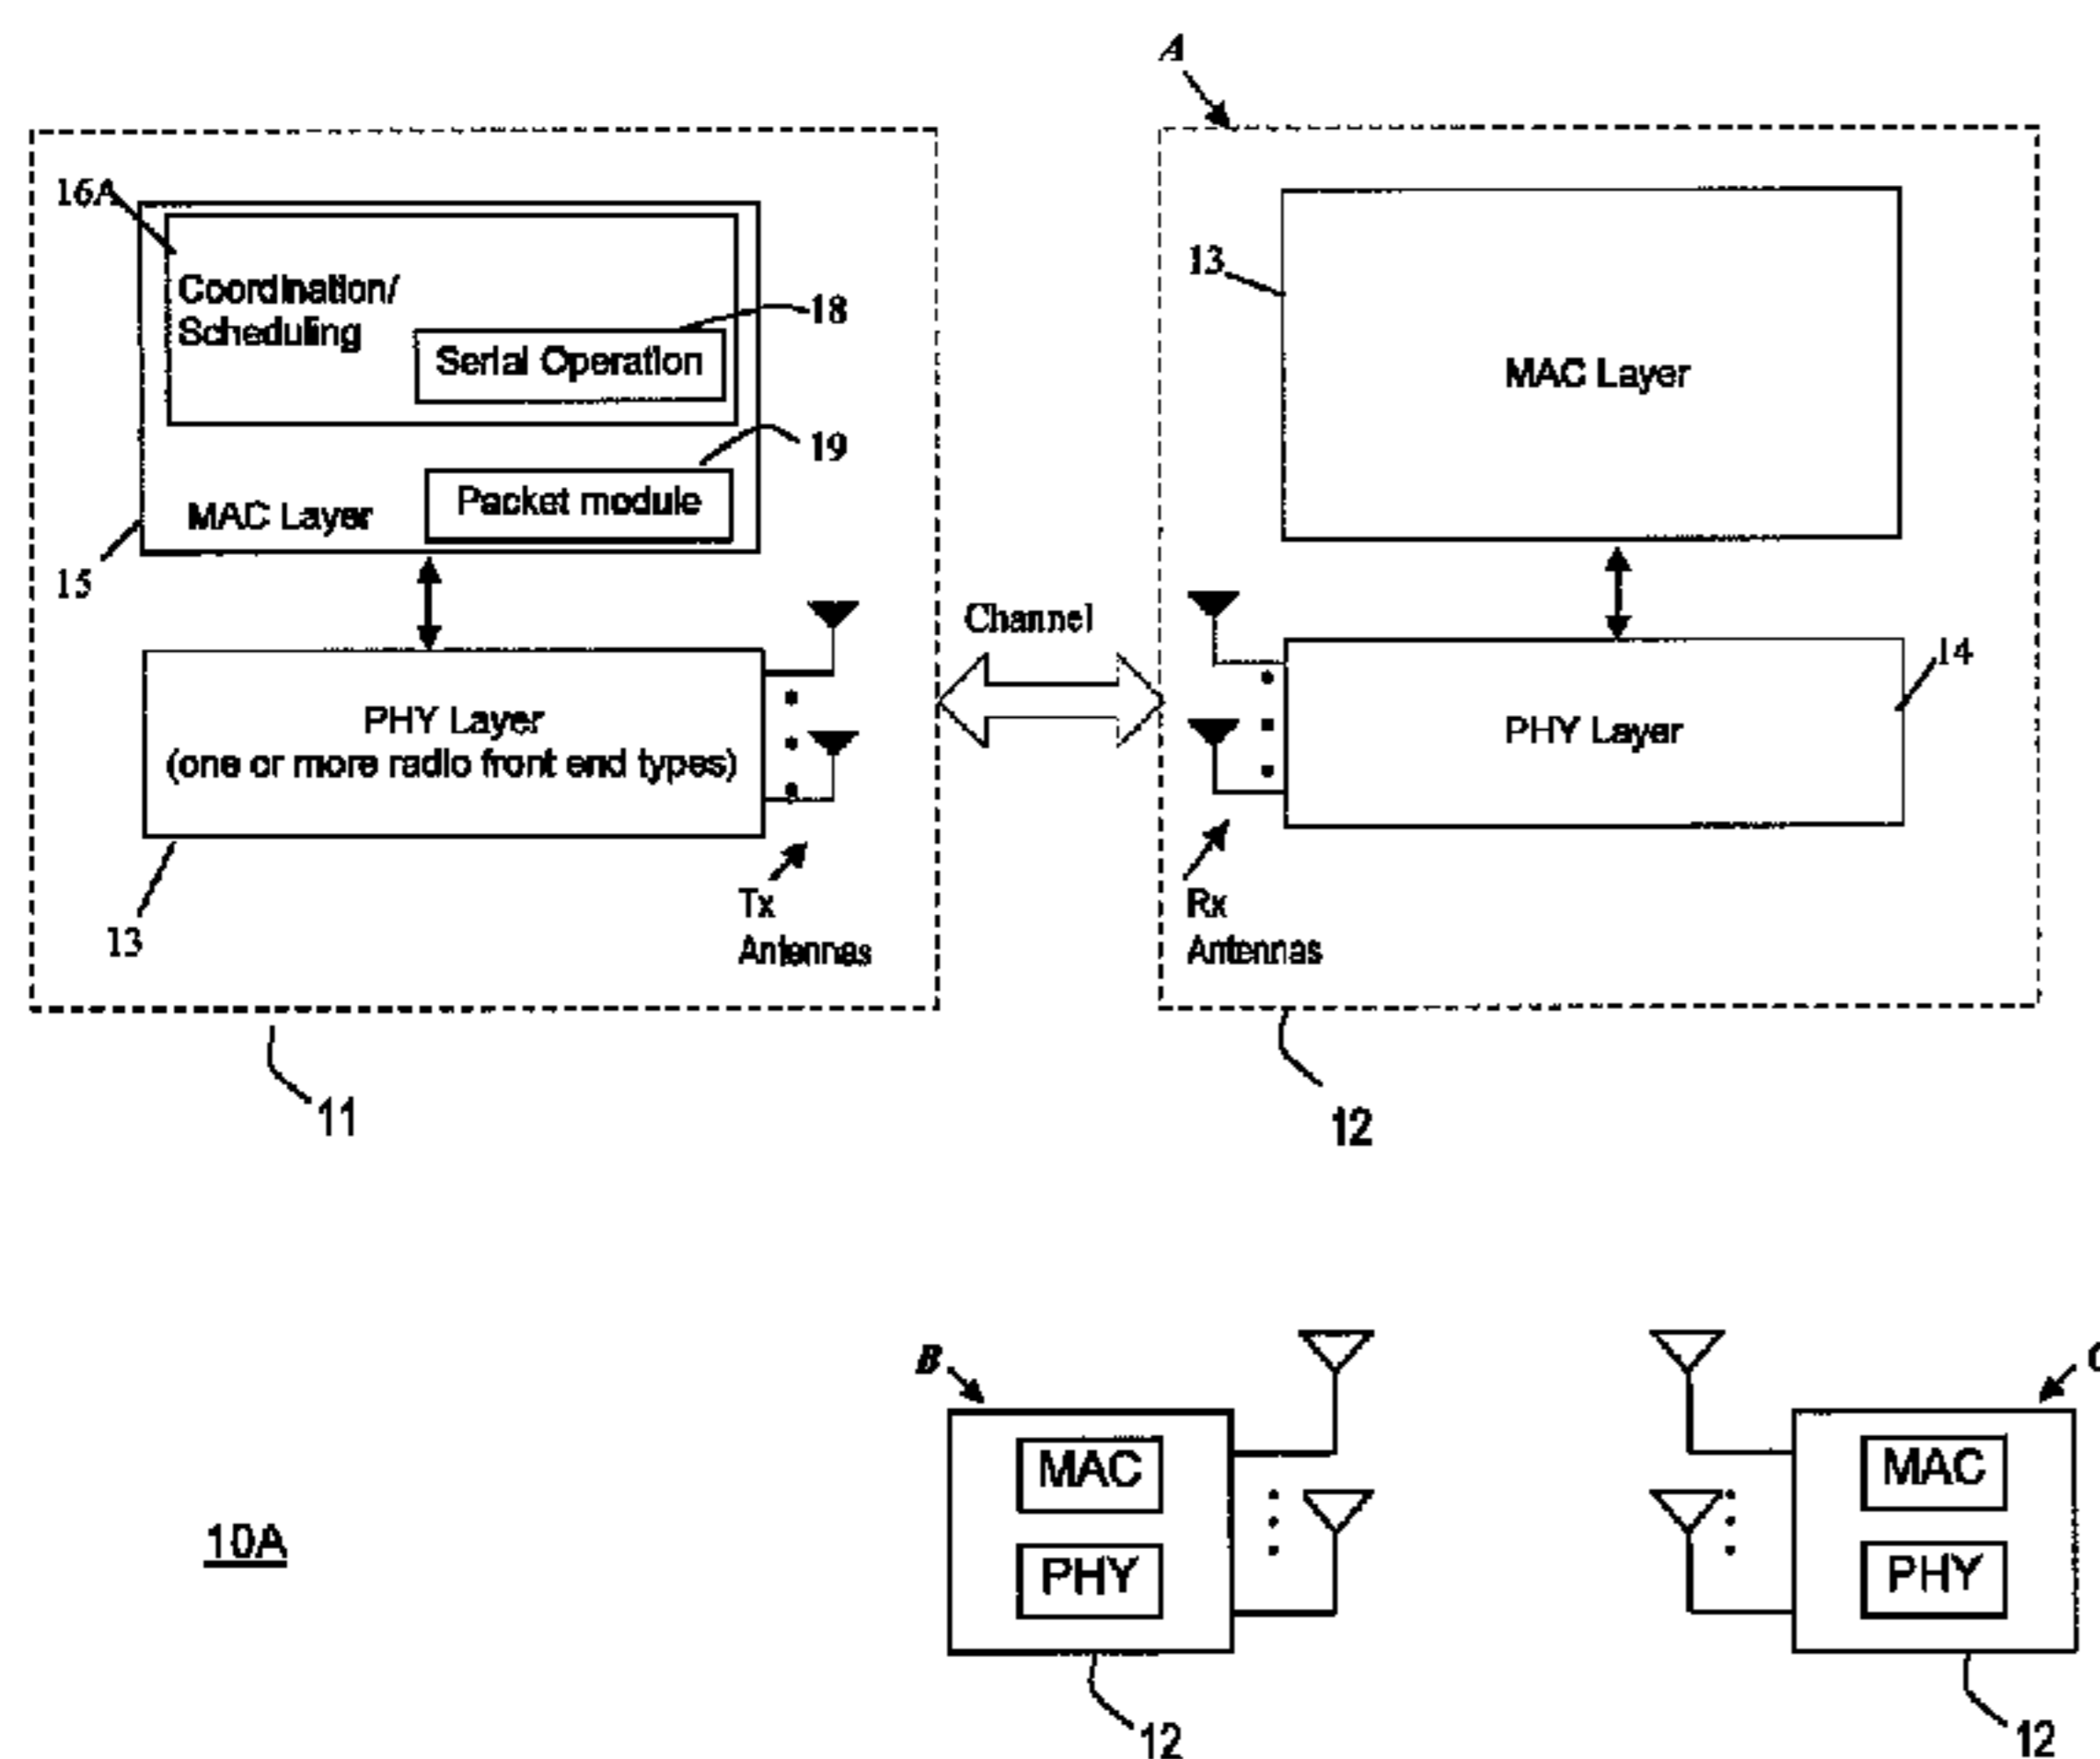 A
16A
Coordination/
Scheduling
18
Serial Operation
19
Packet module
MAC Layer
15
13
MAC Layer
Channel
PHY Layer
(one or more radio front end types)
14
PHY Layer
13
Tx
Antennas
Rx
Antennas
11
12
B
MAC
PHY
12
MAC
PHY
12
10A